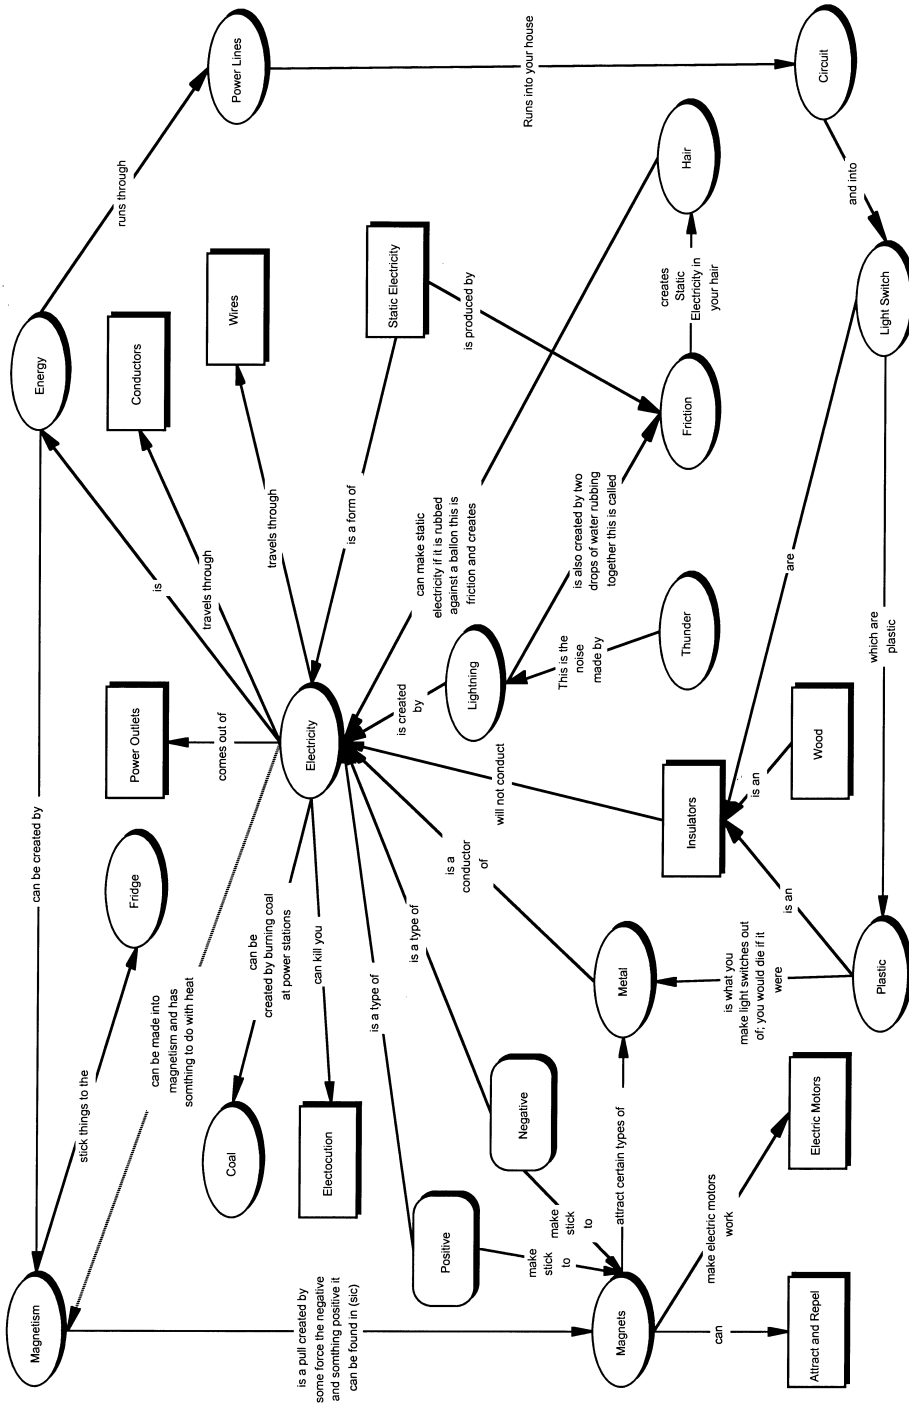 Magnetism
can be created by
Energy
runs through
Power Lines
Runs into your house
Circuit
and into
Light Switch
stick things to the
Fridge
Power Outlets
Conductors
Wires
is
travels through
travels through
comes out of
can be made into
magnetism and has
somthing to do with heat
Coal
can be
created by burning coal
at power stations
Electocution
can kill you
Electricity
is a form of
Static Electricity
is produced by
is a pull created by
some force the negative
and somthing positive it
can be found in (sic)
Positive
is a type of
Negative
is a type of
is created
by
can make static
electricity if it is rubbed
against a ballon this is
friction and creates
Hair
creates
Static
Electricity in
your hair
Lightning
is also created by two
drops of water rubbing
together this is called
Friction
This is the
noise
made by
Thunder
will not conduct
is a
conductor
of
make
stick
to
make
stick
to
Magnets
attract certain types of
Metal
Insulators
is an
Wood
are
is what you
make light switches out
of; you would die if it
were
is an
which are
plastic
Plastic
make electric motors
work
Electric Motors
can
Attract and Repel